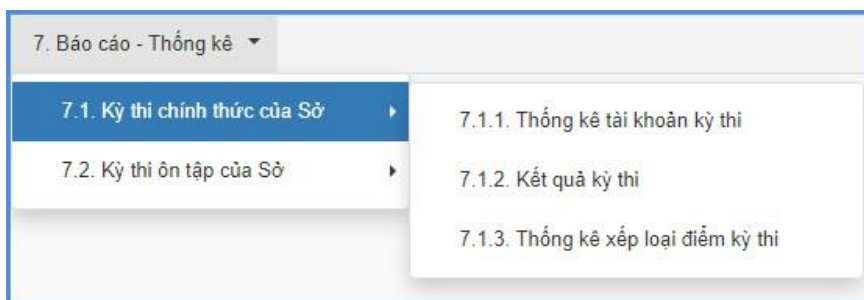 7. Báo cáo - Thống kê
7.1. Kỳ thi chính thức của Sở
7.2. Kỳ thi ôn tập của Sở
7.1.1. Thống kê tài khoản kỳ thi
7.1.2. Kết quả kỳ thi
7.1.3. Thống kê xếp loại điểm kỳ thi